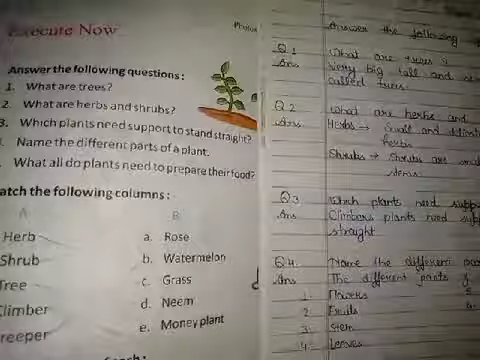 Execute Now
Answer the following questions:
1. What are trees?
2. What are herbs and shrubs?
3. Which plants need support to stand straight?
Name the different parts of a plant.
What all do plants need to prepare their food?
atch the following columns:
A B
Herb a. Rose
Shrub b. Watermelon
Tree c. Grass
Climber d. Neem
reeper e. Money plant
Answer the following
Q.1 What are trees
Ans very big tall and
called trees.
Q.2 What are herbs and
Ans. Herbs → Small and
herbs
Shrubs → Shrubs are
stems
Q.3 Which plants need supp
Ans Climbers plants need supp
straight
Q.4. Name the different
Ans The different parts of
1. Flowers
2. Fruits
3. Stem
4. Leaves